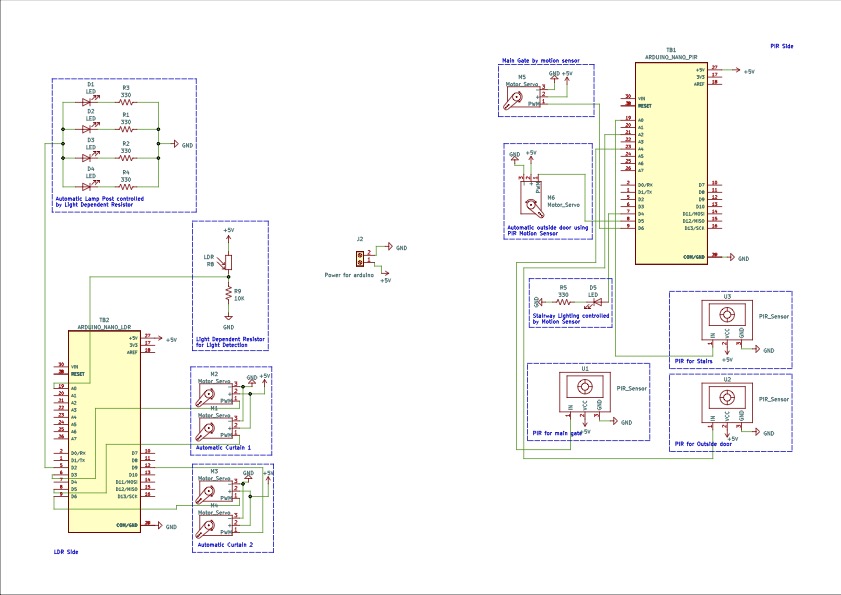 PIR Side
Main Gate by motion sensor
M5
Motor_Servo
GND
+5V
PWM
TB1
ARDUINO_NANO_PIR
+5V
3V3
AREF
VIN
RESET
A0
A1
A2
A3
A4
A5
A6
A7
D0/RX
D1/TX
D2
D3
D4
D5
D6
D7
D8
D9
D10
D11/MOSI
D12/MISO
D13/SCK
COM/GND
+5V
GND
GND
+5V
PWM
M6
Motor_Servo
Automatic outside door using
PIR Motion Sensor
D1
LED
R3
330
D2
LED
R1
330
D3
LED
R2
330
D4
LED
R4
330
GND
Automatic Lamp Post controlled
by Light Dependent Resistor
+5V
LDR
R8
R9
10K
GND
Light Dependent Resistor
for Light Detection
J2
2
1
GND
+5V
Power for arduino
GND
R5
330
D5
LED
Stairway Lighting controlled
by Motion Sensor
U3
PIR_Sensor
IN
VCC
GND
+5V
GND
PIR for Stairs
U1
PIR_Sensor
IN
VCC
GND
+5V
GND
PIR for main gate
U2
PIR_Sensor
IN
VCC
GND
+5V
GND
PIR for Outside door
TB2
ARDUINO_NANO_LDR
+5V
3V3
AREF
VIN
RESET
A0
A1
A2
A3
A4
A5
A6
A7
D0/RX
D1/TX
D2
D3
D4
D5
D6
D7
D8
D9
D10
D11/MOSI
D12/MISO
D13/SCK
COM/GND
+5V
GND
M2
Motor_Servo
PWM
GND
+5V
M1
Motor_Servo
PWM
Automatic Curtain 1
M3
Motor_Servo
PWM
GND
+5V
M4
Motor_Servo
PWM
Automatic Curtain 2
LDR Side